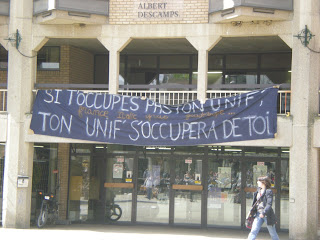 ALBERT
DESCAMPS
SI T'OCCUPES PAS TON UNIF,
TON UNIF S'OCCUPERA DE TOI